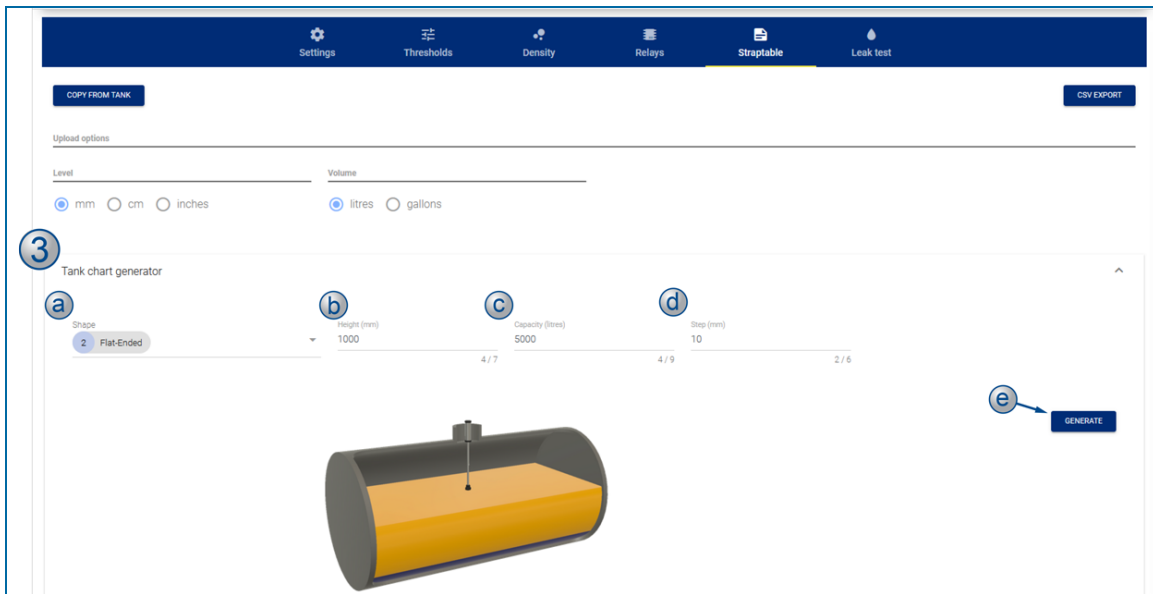 Settings Thresholds Density Relays Straptable Leak test
COPY FROM TANK CSV EXPORT
Upload options
Level Volume
mm cm inches litres gallons
3
Tank chart generator
a b c d
Shape Height (mm) Capacity (litres) Step (mm)
2 Flat-Ended 1000 5000 10
4 / 7 4 / 9 2 / 6
e
GENERATE